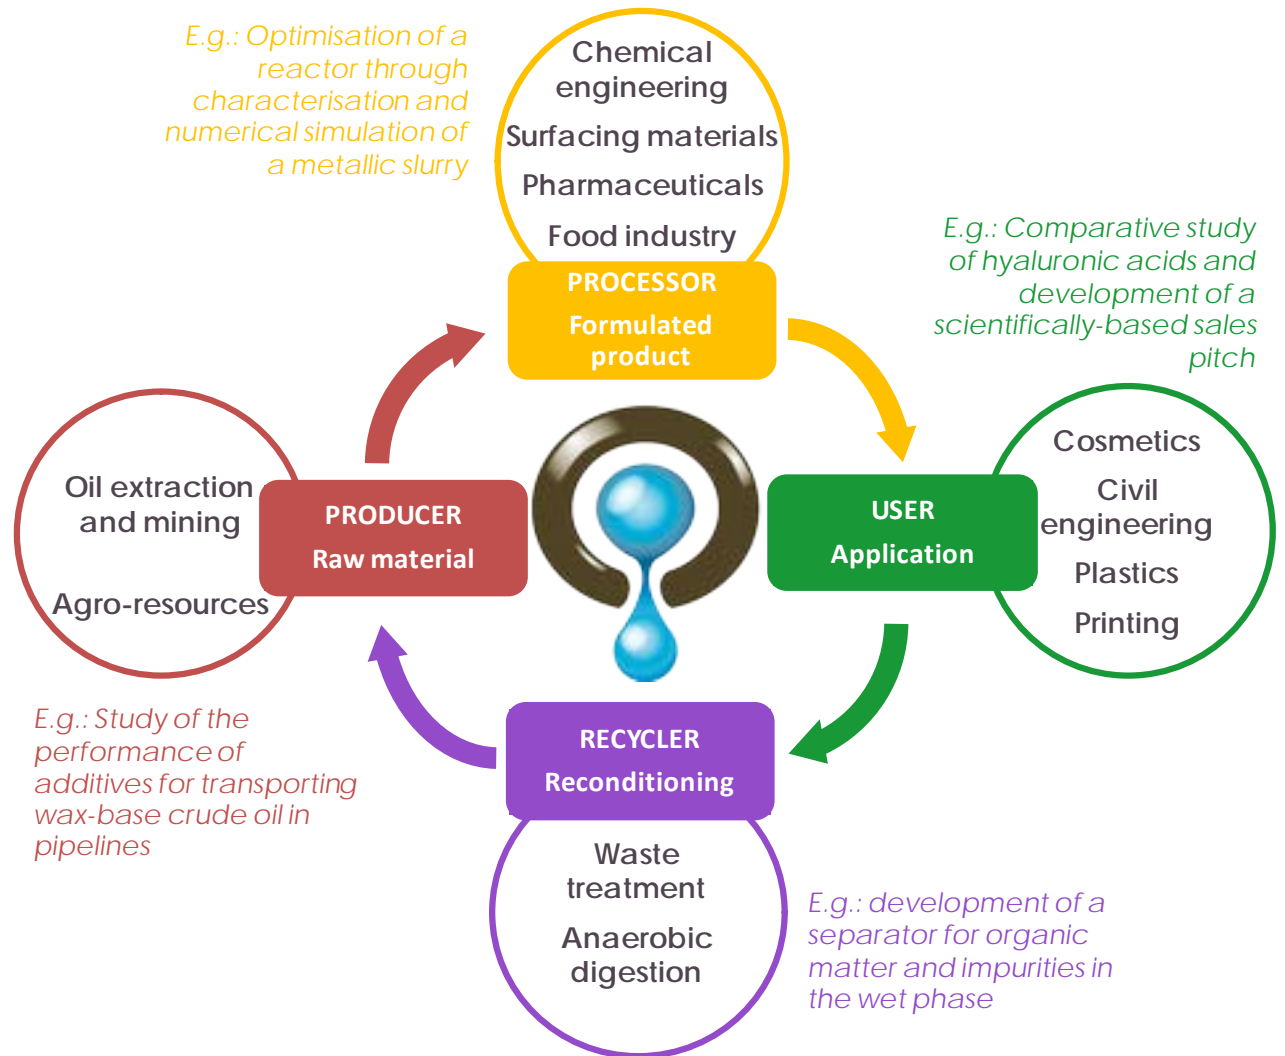 E.g.: Optimisation of a
reactor through
characterisation and
numerical simulation of
a metallic slurry
Chemical
engineering
Surfacing materials
Pharmaceuticals
Food industry
PROCESSOR
Formulated
product
E.g.: Comparative study
of hyaluronic acids and
development of a
scientifically-based sales
pitch
Cosmetics
Civil
engineering
Plastics
Printing
USER
Application
Oil extraction
and mining
Agro-resources
PRODUCER
Raw material
E.g.: Study of the
performance of
additives for transporting
wax-base crude oil in
pipelines
RECYCLER
Reconditioning
Waste
treatment
Anaerobic
digestion
E.g.: development of a
separator for organic
matter and impurities in
the wet phase